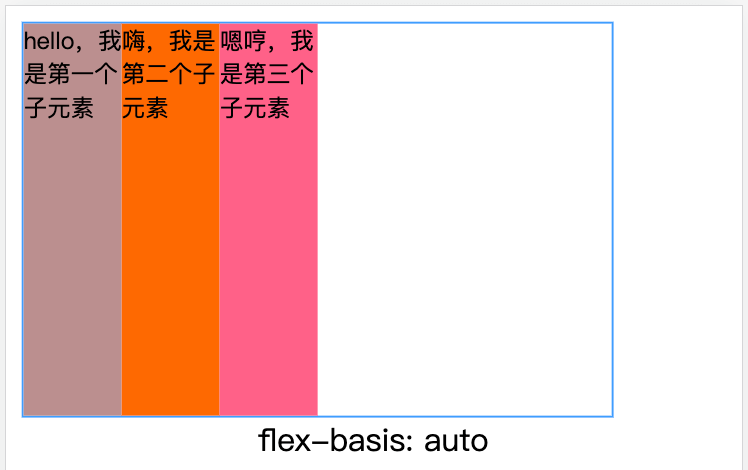 hello，我
是第一个
子元素
嗨，我是
第二个子
元素
嗯哼，我
是第三个
子元素
flex-basis: auto